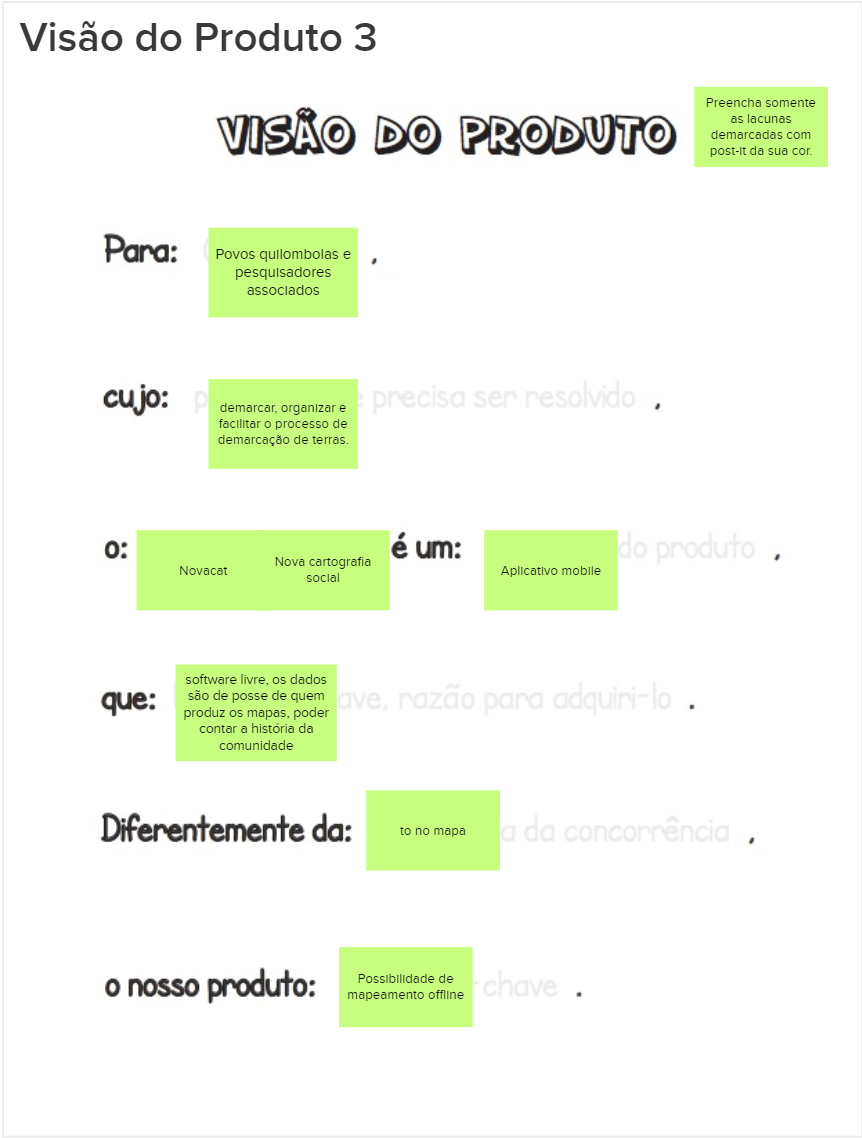 Visão do Produto 3
VISÃO DO PRODUTO
Preencha somente
as lacunas
demarcadas com
post-it da sua cor.
Para:
Povos quilombolas e
pesquisadores
associados
,
cujo:
demarcar, organizar e
facilitar o processo de
demarcação de terras.
e precisa ser resolvido ,
o:
Novacat
Nova cartografia
social
é um:
Aplicativo mobile
do produto ,
que:
software livre, os dados
são de posse de quem
produz os mapas, poder
contar a história da
comunidade
ave, razão para adquiri-lo .
Diferentemente da:
to no mapa
a da concorrência ,
o nosso produto:
Possibilidade de
mapeamento offline
-chave .